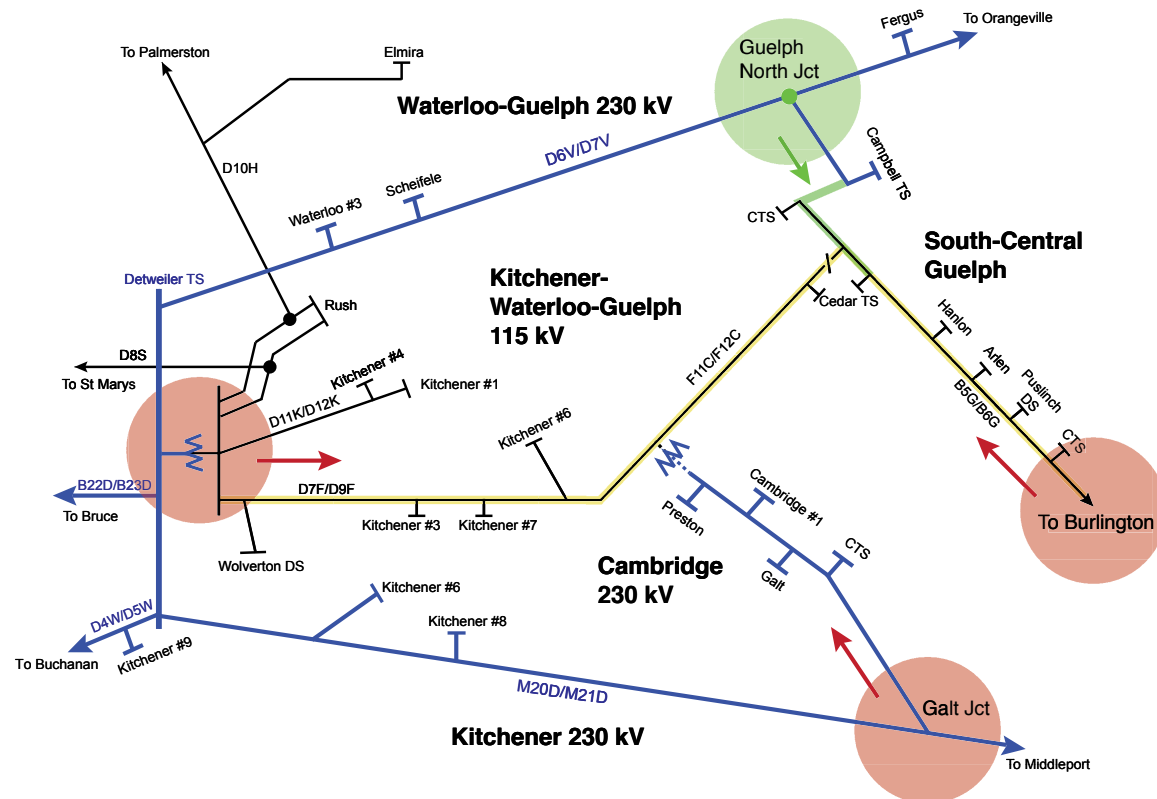 Fergus
To Orangeville
Guelph
North Jct
To Palmerston
Elmira
Waterloo-Guelph 230 kV
D6V/D7V
Campbell TS
D10H
Scheifele
Waterloo #3
CTS
South-Central
Guelph
Detweiler TS
Kitchener-
Waterloo-Guelph
115 kV
Rush
Cedar TS
Hanlon
D8S
To St Marys
Kitchener #4
Kitchener #1
F11C/F12C
Arlen
Puslinch
DS
B5G/B6G
D11K/D12K
Kitchener #6
CTS
B22D/B23D
To Bruce
D7F/D9F
Kitchener #3
Kitchener #7
Preston
Cambridge #1
To Burlington
Wolverton DS
Cambridge
230 kV
CTS
Galt
Kitchener #6
D4W/D5W
Kitchener #8
To Buchanan
Kitchener #9
M20D/M21D
Galt Jct
Kitchener 230 kV
To Middleport